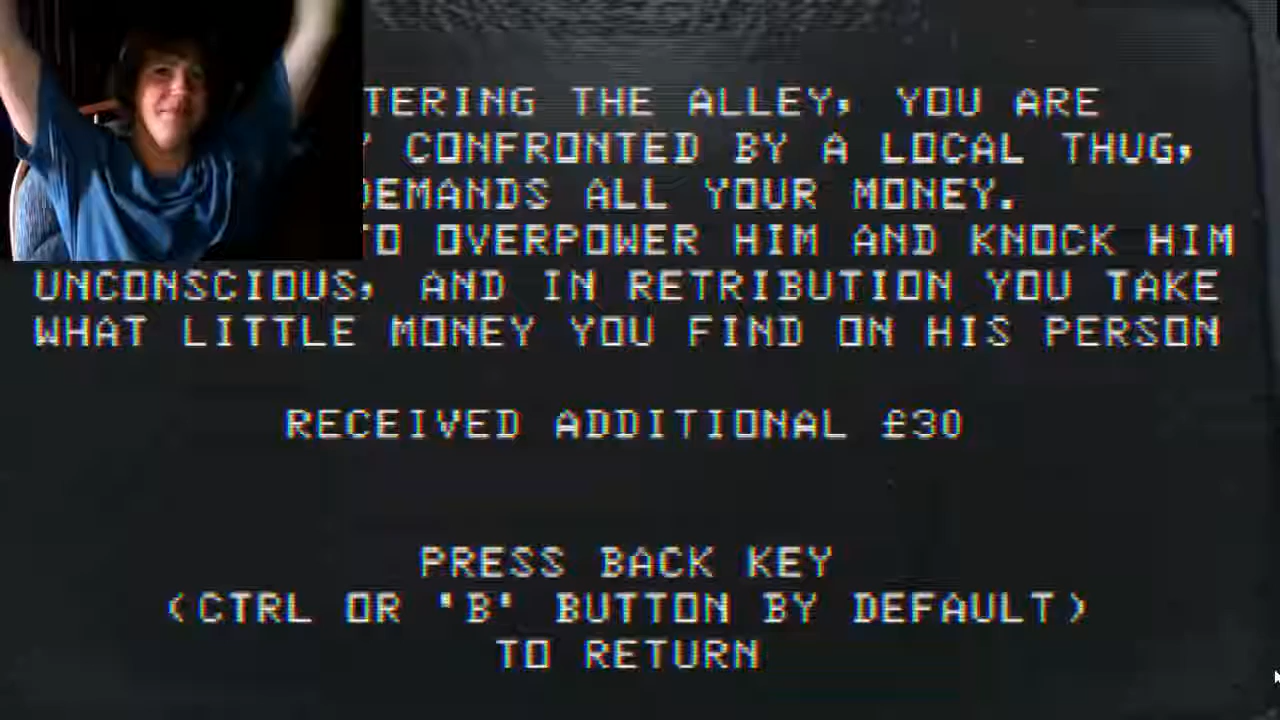 TERING THE ALLEY, YOU ARE
CONFRONTED BY A LOCAL THUG,
DEMANDS ALL YOUR MONEY.
TO OVERPOWER HIM AND KNOCK HIM
UNCONSCIOUS, AND IN RETRIBUTION YOU TAKE
WHAT LITTLE MONEY YOU FIND ON HIS PERSON
RECEIVED ADDITIONAL £30
PRESS BACK KEY
(CTRL OR 'B' BUTTON BY DEFAULT)
TO RETURN